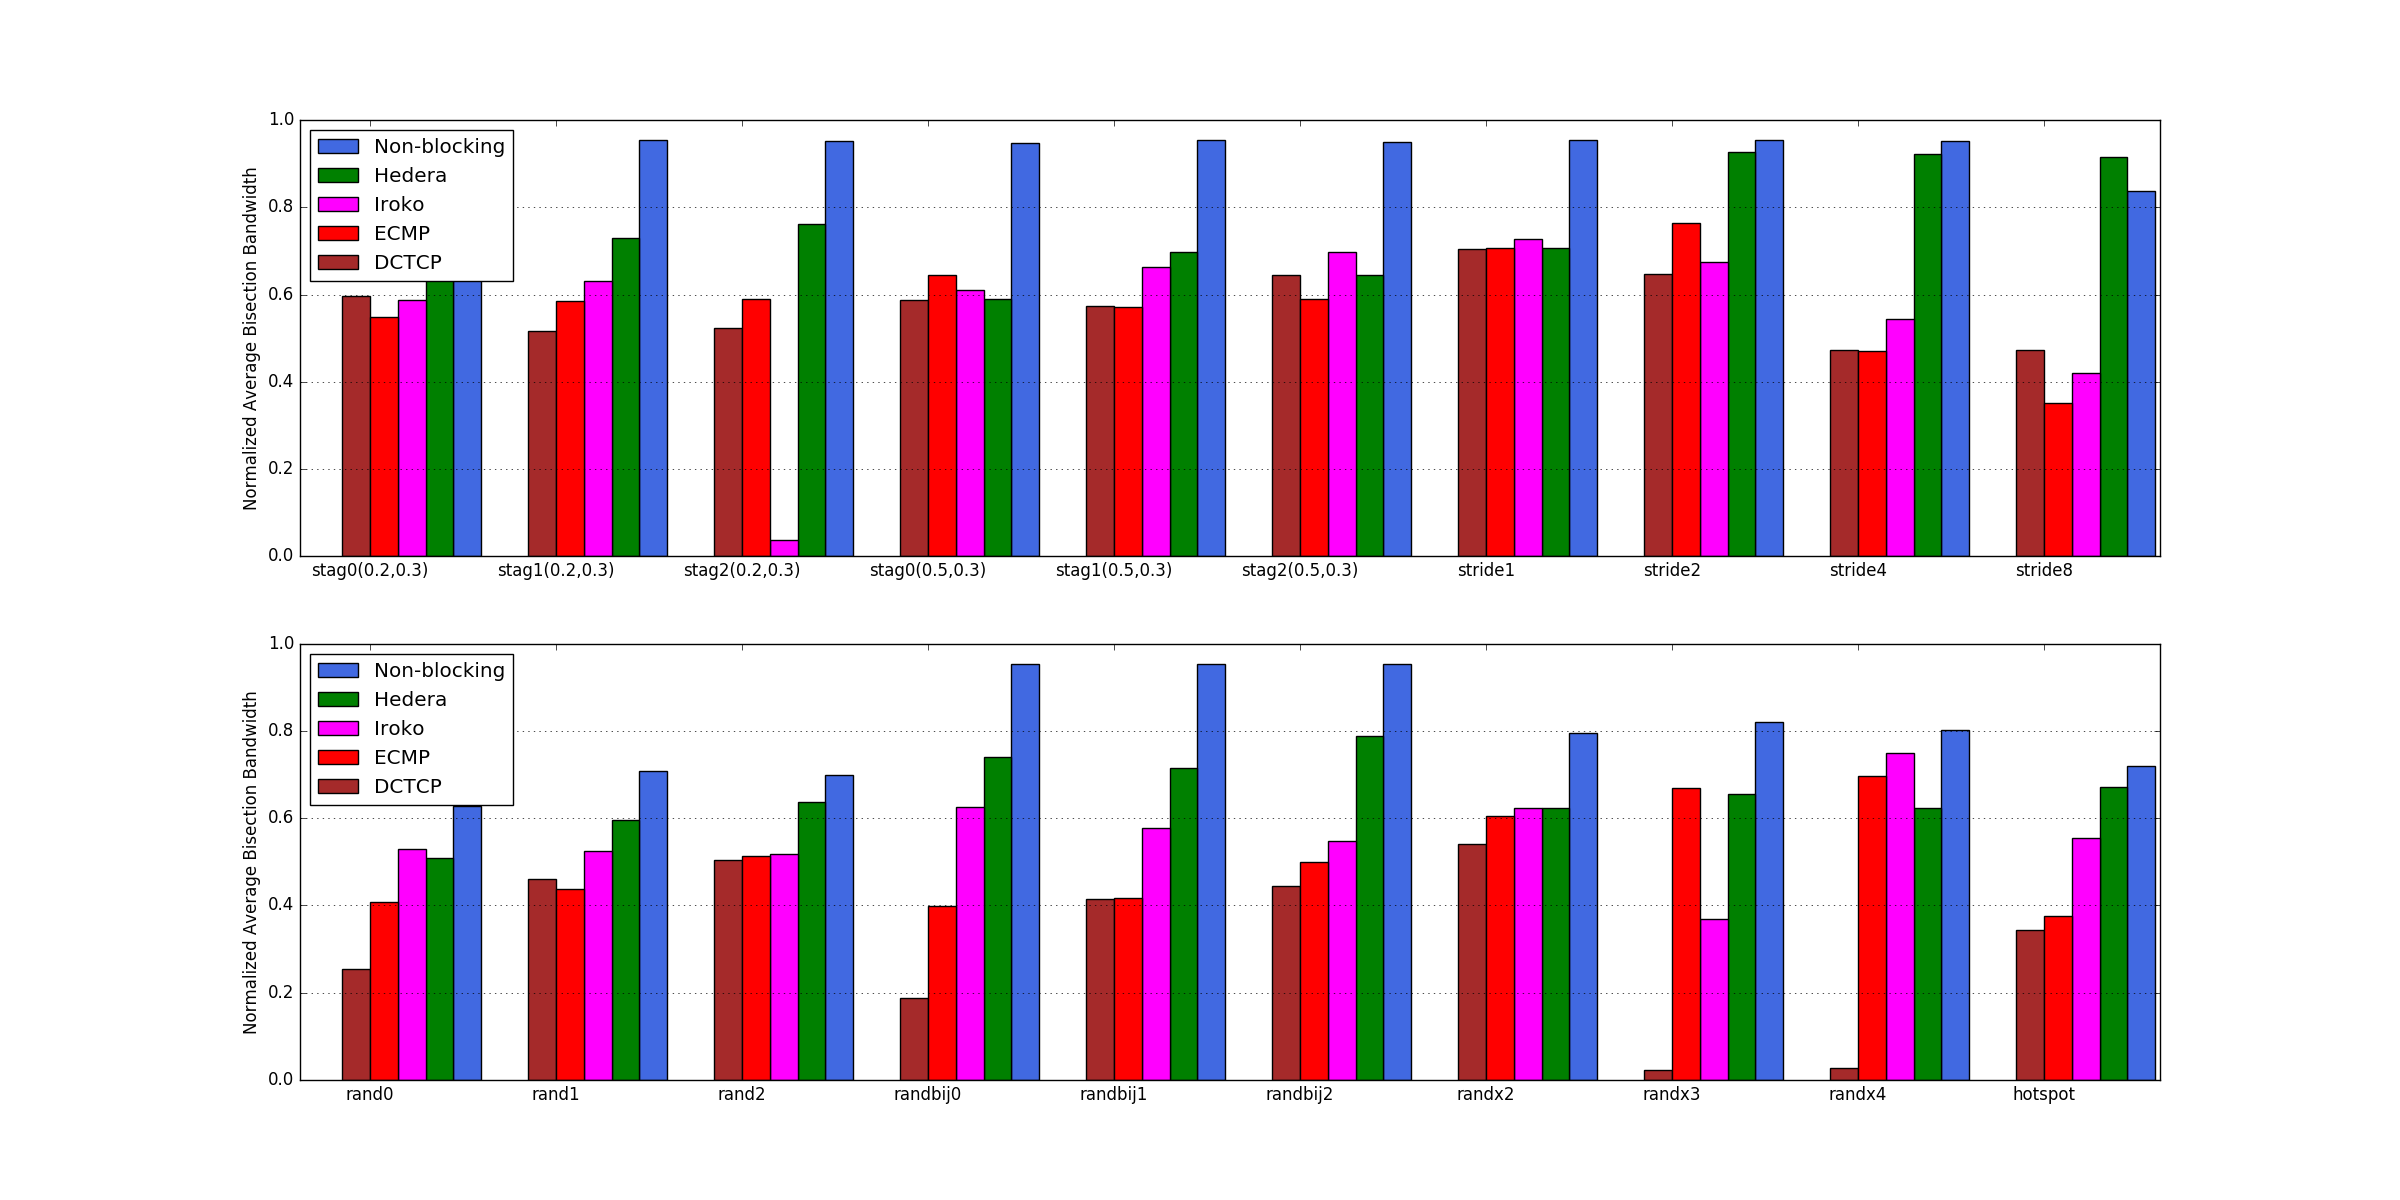 Normalized Average Bisection Bandwidth
1.0
0.8
0.6
0.4
0.2
0.0
Non-blocking
Hedera
Iroko
ECMP
DCTCP
stag0(0.2,0.3) stag1(0.2,0.3) stag2(0.2,0.3) stag0(0.5,0.3) stag1(0.5,0.3) stag2(0.5,0.3) stride1 stride2 stride4 stride8
Normalized Average Bisection Bandwidth
1.0
0.8
0.6
0.4
0.2
0.0
Non-blocking
Hedera
Iroko
ECMP
DCTCP
rand0 rand1 rand2 randbij0 randbij1 randbij2 randx2 randx3 randx4 hotspot